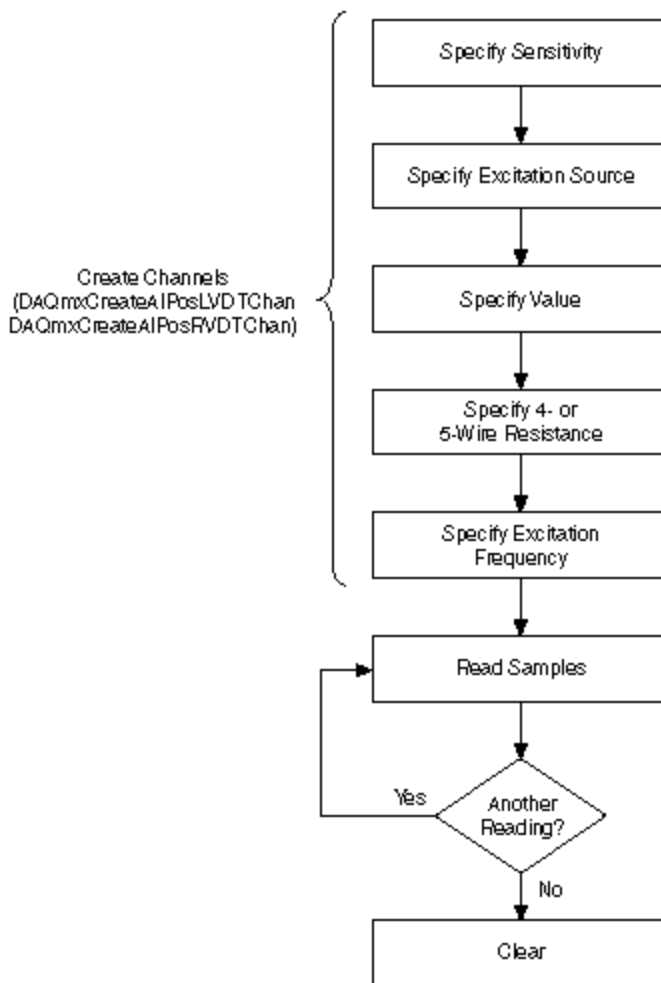 Specify Sensitivity
Specify Excitation Source
Create Channels
(DAQmxCreateAIPosLVDTChan
DAQmxCreateAIPosRVDTChan)
Specify Value
Specify 4- or
5-Wire Resistance
Specify Excitation
Frequency
Read Samples
Yes
Another
Reading?
No
Clear